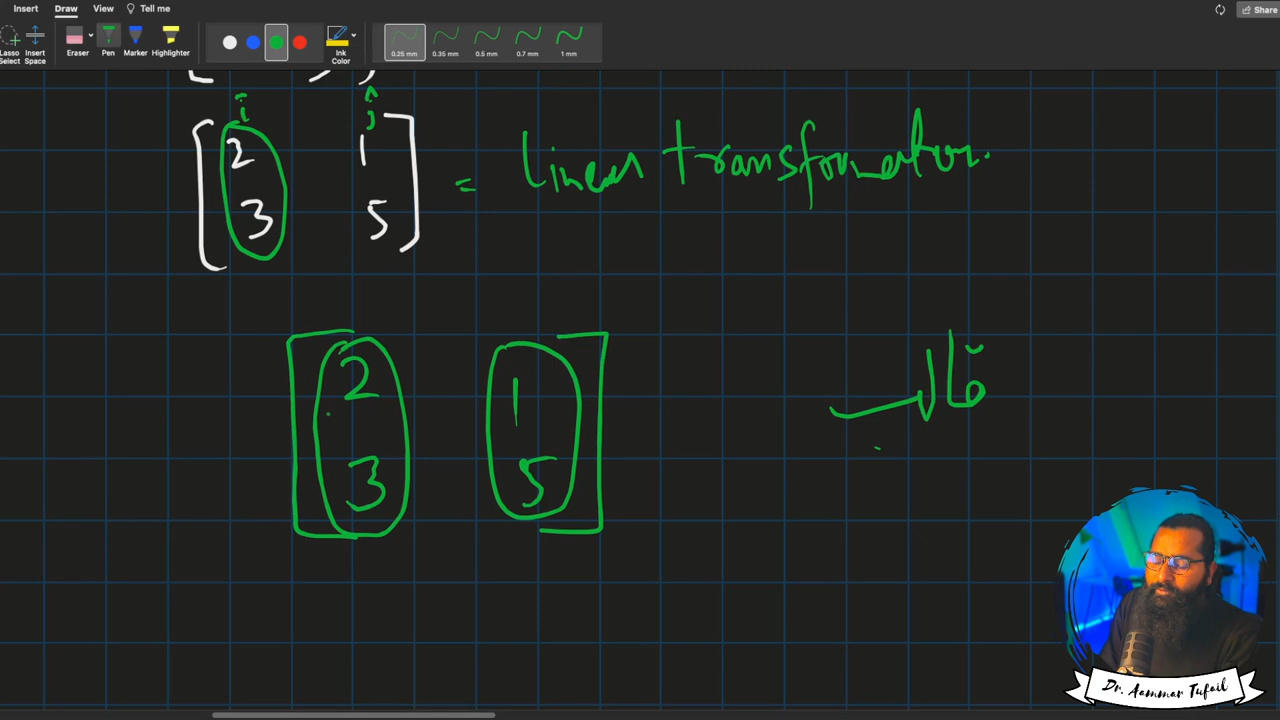 Insert Draw View Tell me
Share
Lasso Select Insert Space Eraser Pen Marker Highlighter Ink Color 0.25 mm 0.35 mm 0.5 mm 0.7 mm 1 mm
î ĵ
2 1 = linear transformation.
3 5
2 1
3 5
Dr. Aammar Tufail